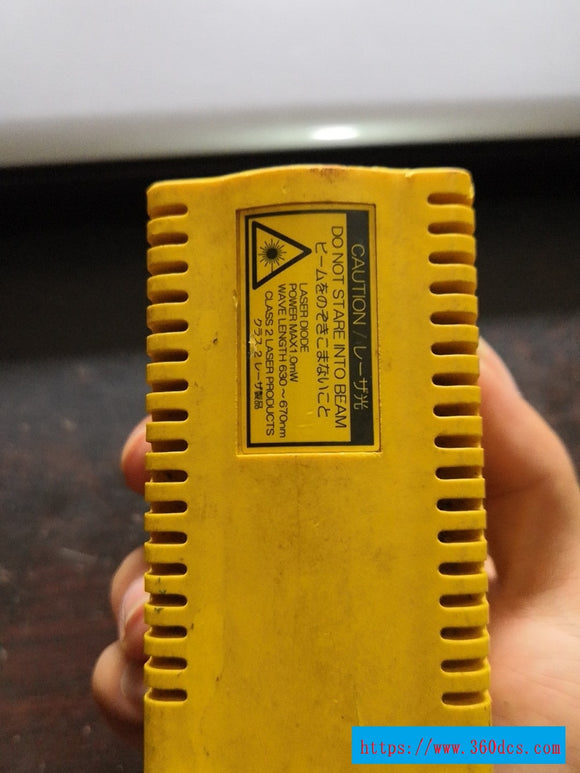 CAUTION / レーザ光
DO NOT STARE INTO BEAM
ビームをのぞきこまないこと
LASER DIODE
POWER MAX1.0mW
WAVE LENGTH 630～670nm
CLASS 2 LASER PRODUCTS
クラス 2 レーザ製品
https://www.360dcs.com